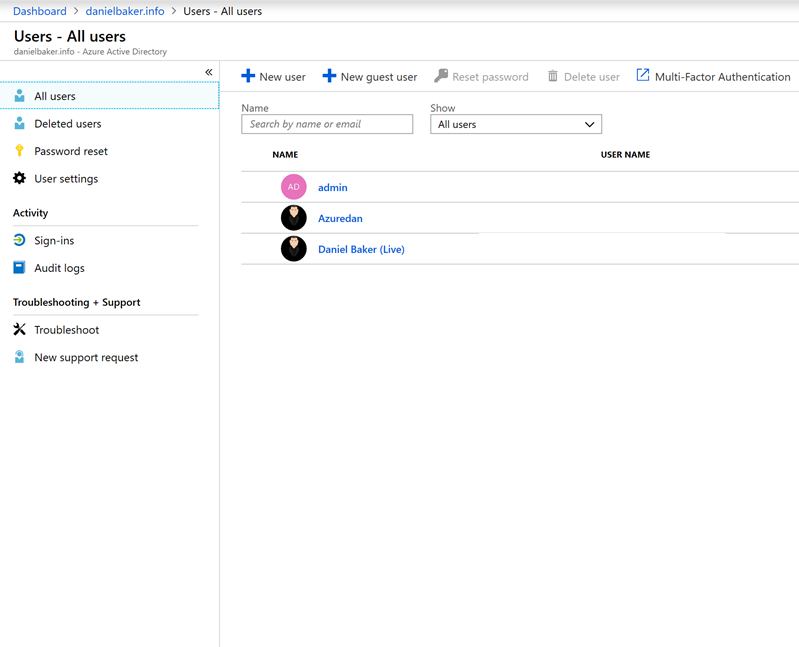 Dashboard > danielbaker.info > Users - All users
Users - All users
danielbaker.info - Azure Active Directory
«
All users
Deleted users
Password reset
User settings
Activity
Sign-ins
Audit logs
Troubleshooting + Support
Troubleshoot
New support request
New user New guest user Reset password Delete user Multi-Factor Authentication
Name Show
Search by name or email All users
NAME USER NAME
AD admin
Azuredan
Daniel Baker (Live)